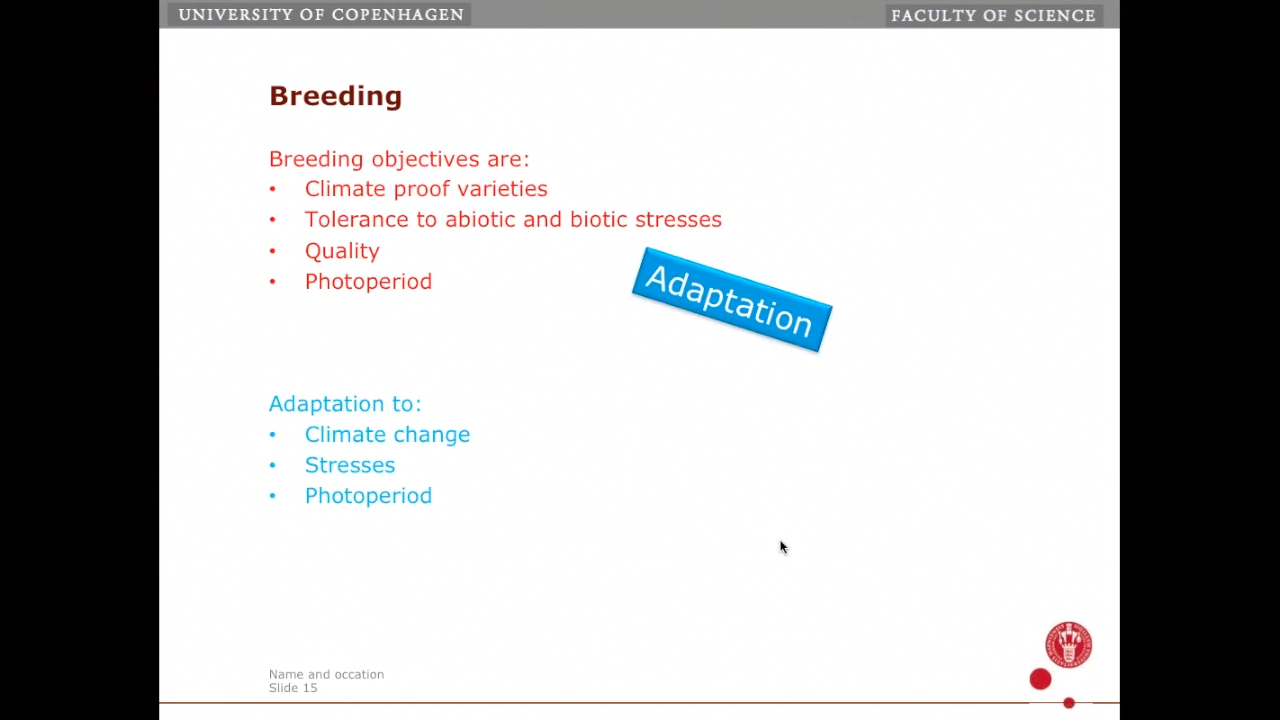 UNIVERSITY OF COPENHAGEN
FACULTY OF SCIENCE
Breeding
Breeding objectives are:
• Climate proof varieties
• Tolerance to abiotic and biotic stresses
• Quality
• Photoperiod
Adaptation
Adaptation to:
• Climate change
• Stresses
• Photoperiod
Name and occation
Slide 15